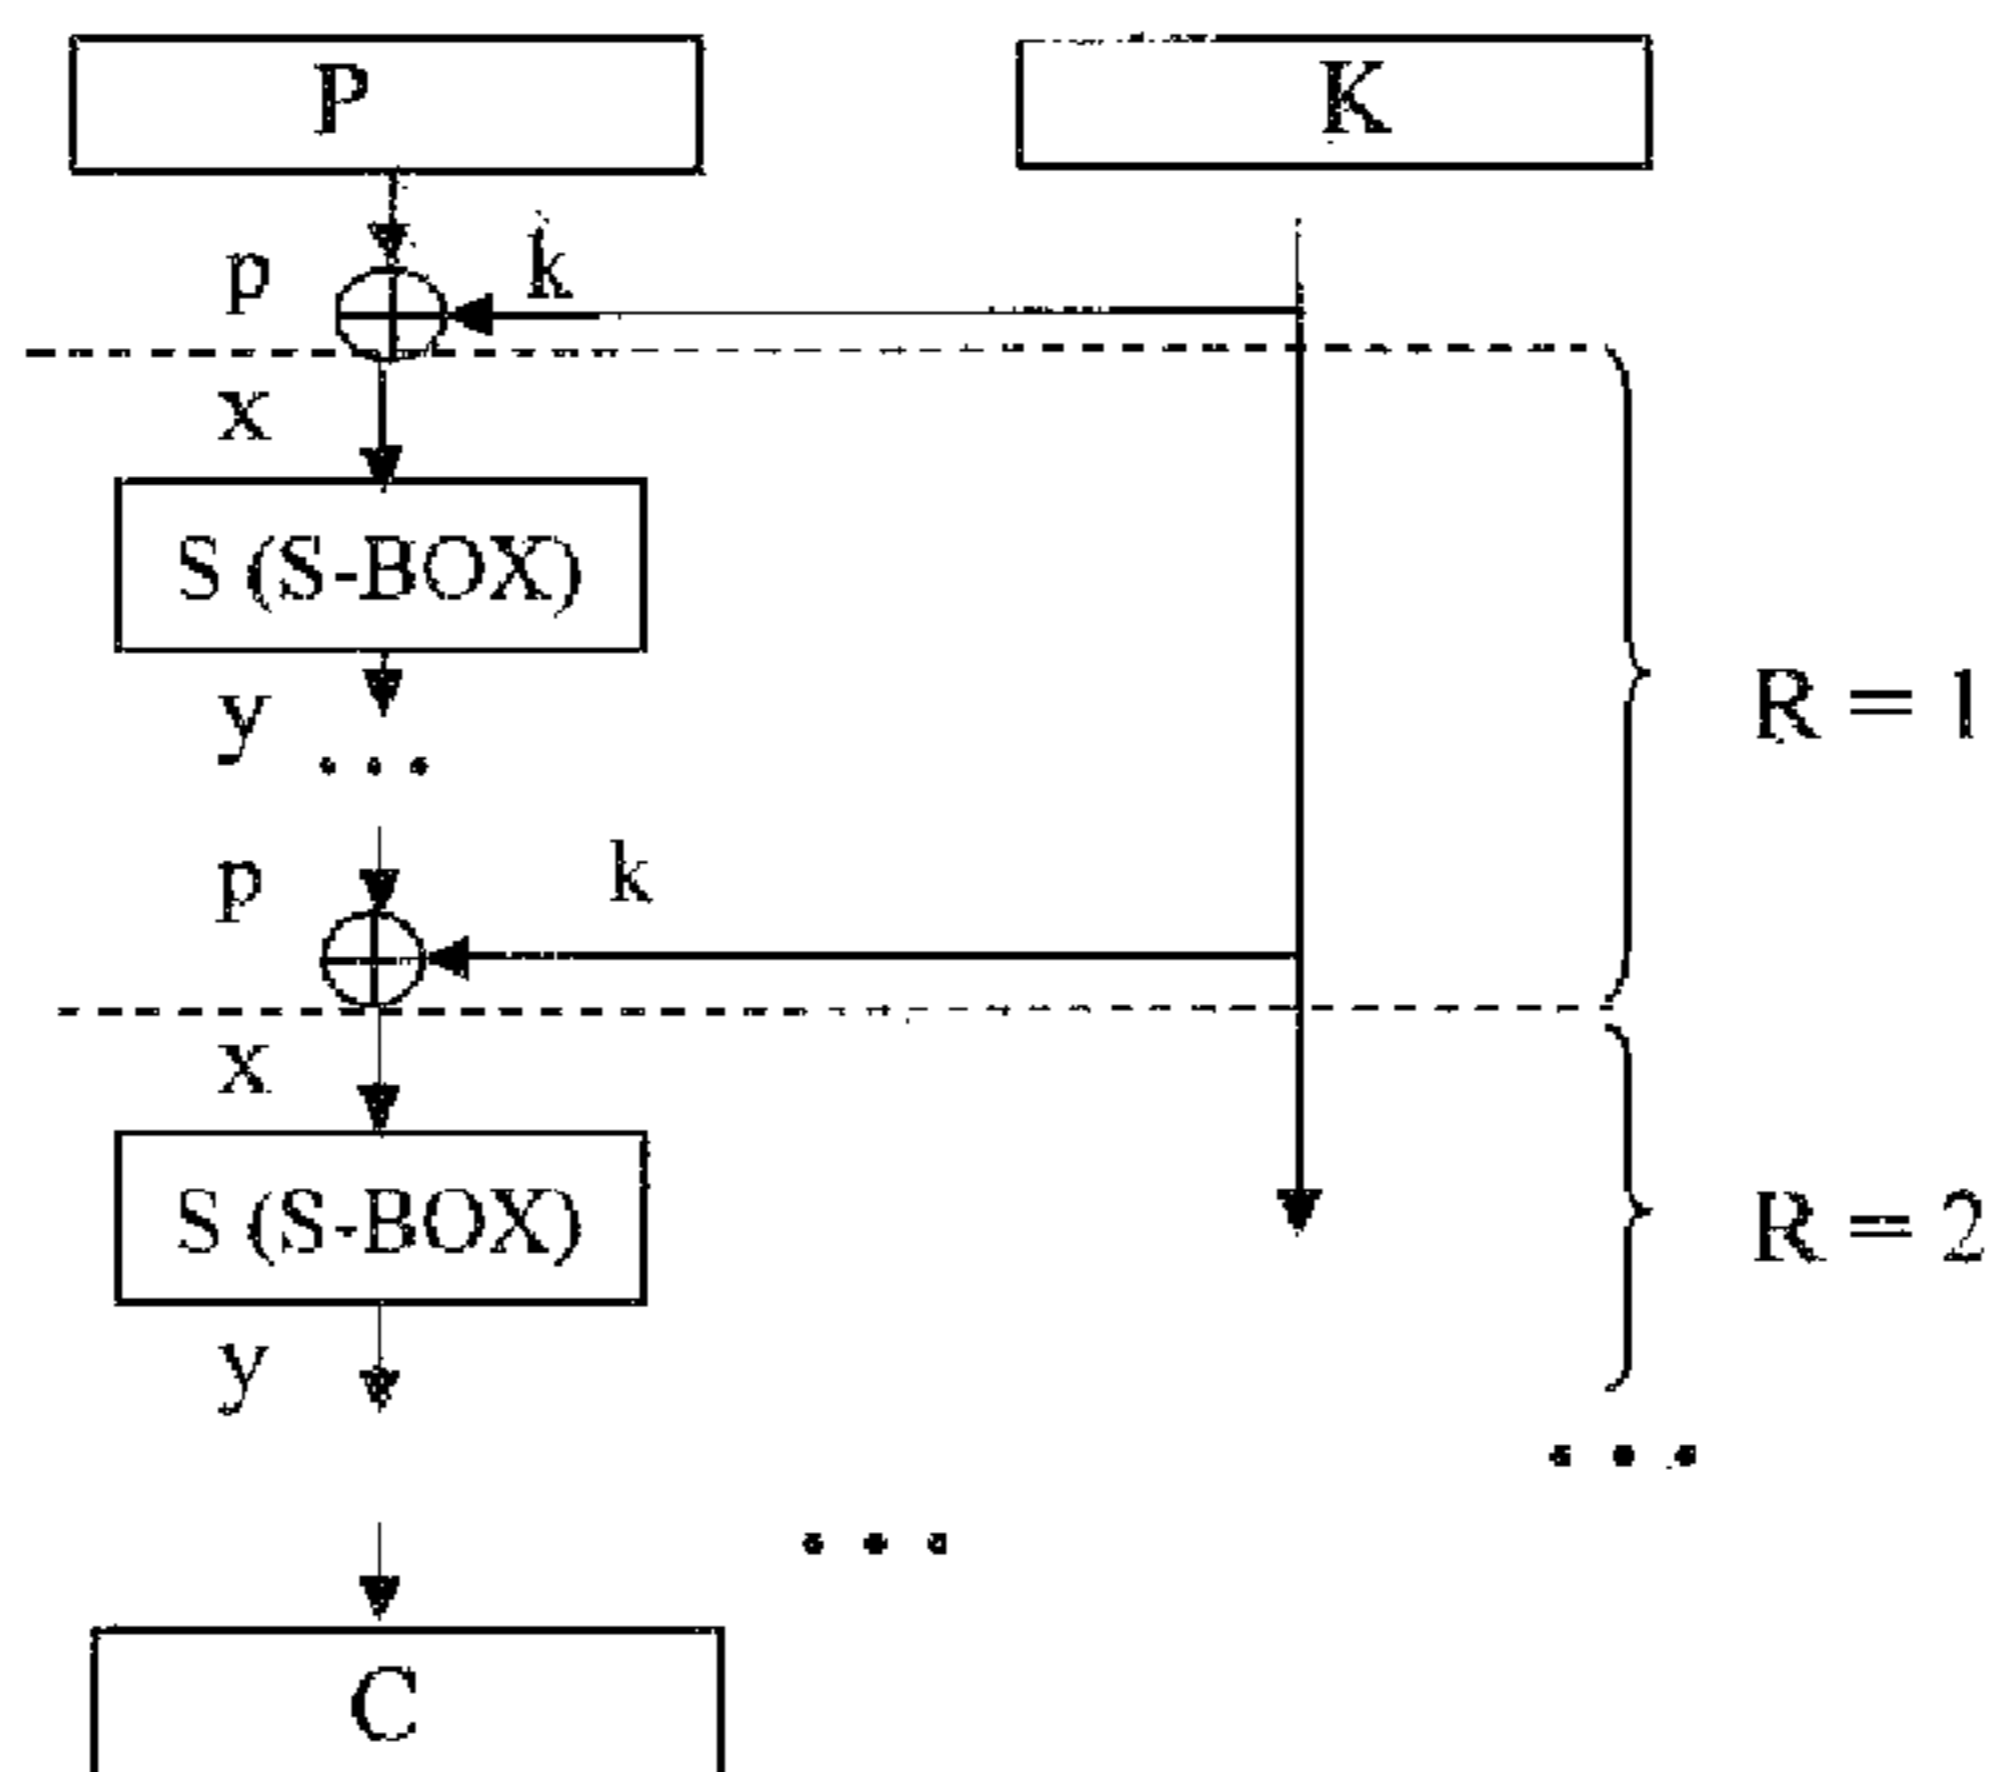 P K
p k
x
S (S-BOX)
y
...
R = 1
p k
x
S (S-BOX)
R = 2
y
...
...
C